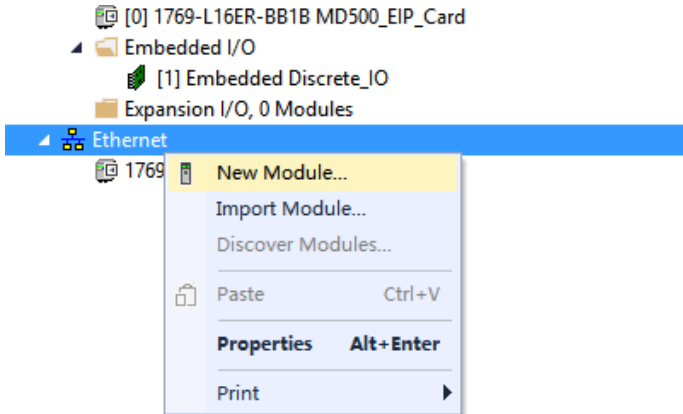 [0] 1769-L16ER-BB1B MD500_EIP_Card
Embedded I/O
[1] Embedded Discrete_IO
Expansion I/O, 0 Modules
Ethernet
1769
New Module...
Import Module...
Discover Modules...
Paste Ctrl+V
Properties Alt+Enter
Print